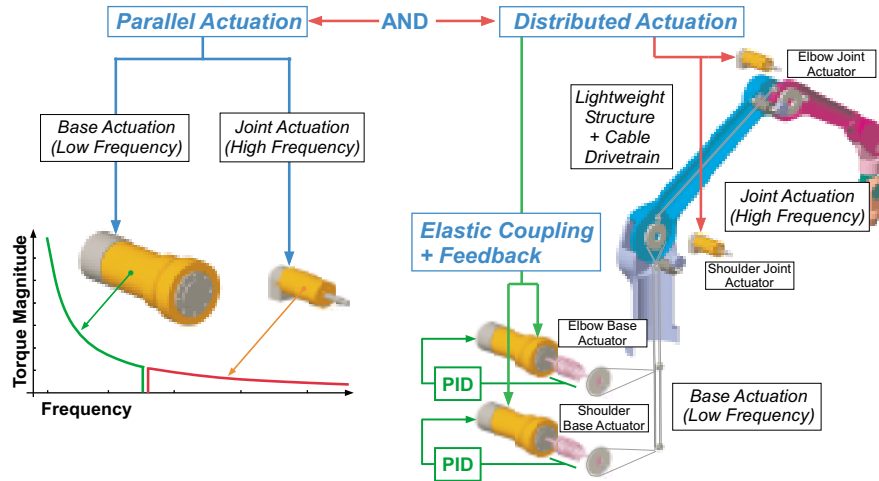 Parallel Actuation
AND
Distributed Actuation
Base Actuation
(Low Frequency)
Joint Actuation
(High Frequency)
Torque Magnitude
Frequency
Elbow Joint
Actuator
Lightweight
Structure
+ Cable
Drivetrain
Joint Actuation
(High Frequency)
Shoulder Joint
Actuator
Elastic Coupling
+ Feedback
Elbow Base
Actuator
PID
Shoulder
Base Actuator
PID
Base Actuation
(Low Frequency)